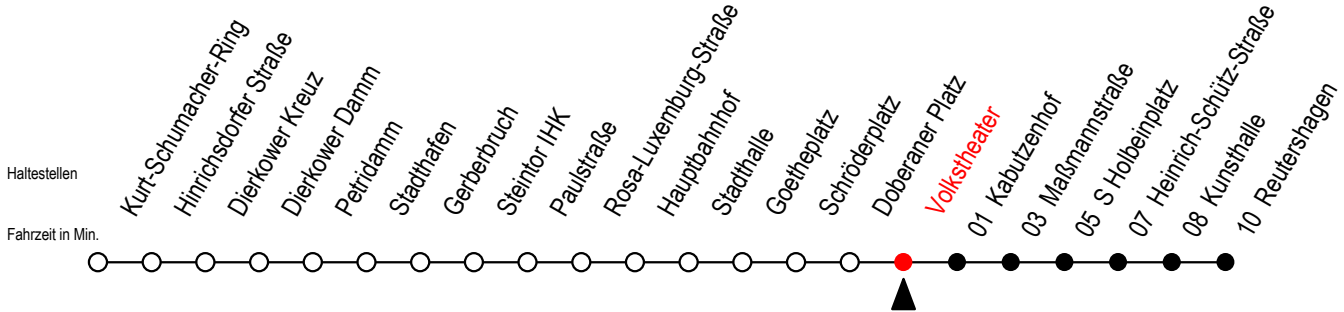 Haltestellen
Fahrzeit in Min.
Kurt-Schumacher-Ring
Hinrichsdorfer Straße
Dierkower Kreuz
Dierkower Damm
Petridamm
Stadthafen
Gerberbruch
Steintor IHK
Paulstraße
Rosa-Luxemburg-Straße
Hauptbahnhof
Stadthalle
Goetheplatz
Schröderplatz
Doberaner Platz
Volkstheater
01 Kabutzenhof
03 Maßmannstraße
05 S Holbeinplatz
07 Heinrich-Schütz-Straße
08 Kunsthalle
10 Reutershagen